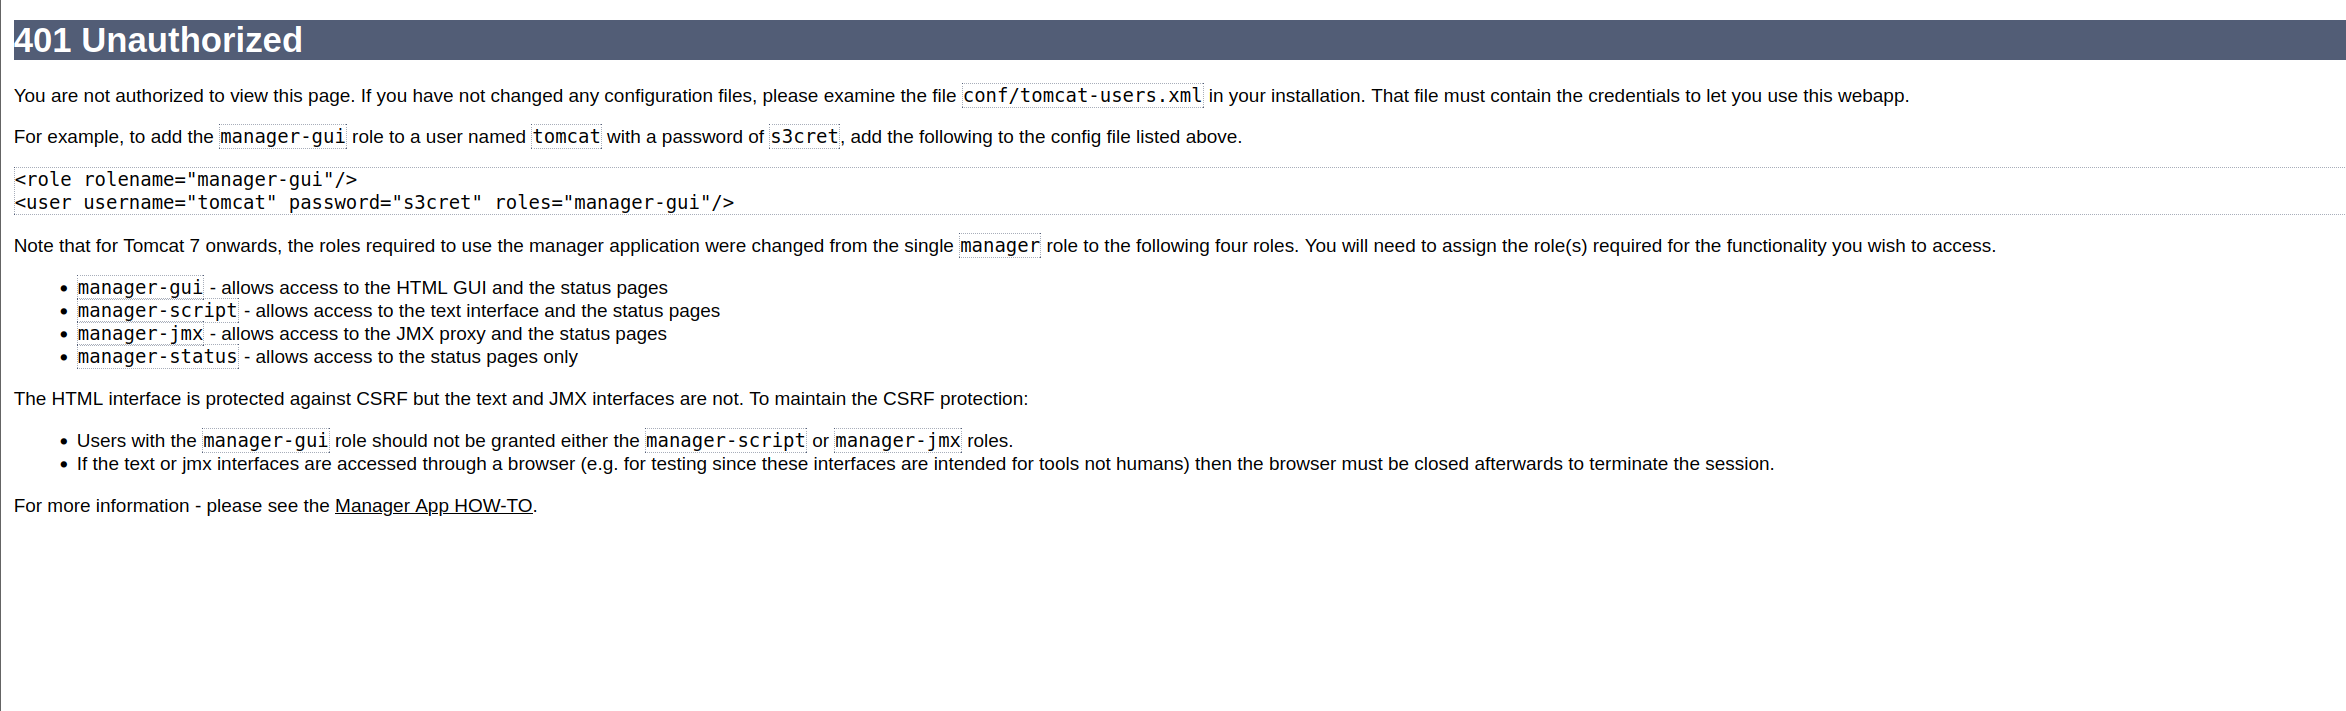 401 Unauthorized
You are not authorized to view this page. If you have not changed any configuration files, please examine the file conf/tomcat-users.xml in your installation. That file must contain the credentials to let you use this webapp.
For example, to add the manager-gui role to a user named tomcat with a password of s3cret, add the following to the config file listed above.
<role rolename="manager-gui"/>
<user username="tomcat" password="s3cret" roles="manager-gui"/>
Note that for Tomcat 7 onwards, the roles required to use the manager application were changed from the single manager role to the following four roles. You will need to assign the role(s) required for the functionality you wish to access.
• manager-gui - allows access to the HTML GUI and the status pages
• manager-script - allows access to the text interface and the status pages
• manager-jmx - allows access to the JMX proxy and the status pages
• manager-status - allows access to the status pages only
The HTML interface is protected against CSRF but the text and JMX interfaces are not. To maintain the CSRF protection:
• Users with the manager-gui role should not be granted either the manager-script or manager-jmx roles.
• If the text or jmx interfaces are accessed through a browser (e.g. for testing since these interfaces are intended for tools not humans) then the browser must be closed afterwards to terminate the session.
For more information - please see the Manager App HOW-TO.